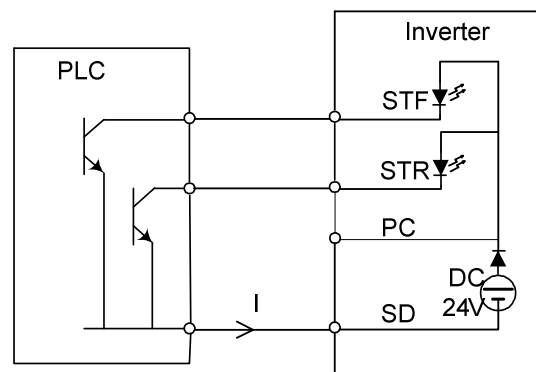 Inverter
PLC
STF
STR
PC
DC
24V
I
SD